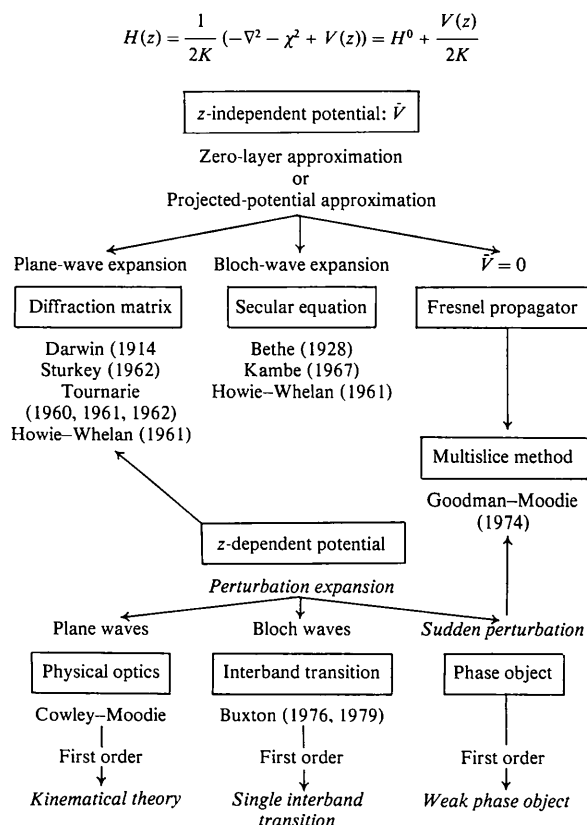 H(z) = 1/2K (−∇² − χ² + V(z)) = H⁰ + V(z)/2K
z-independent potential: V̄
Zero-layer approximation
or
Projected-potential approximation
Plane-wave expansion Bloch-wave expansion V̄ = 0
Diffraction matrix Secular equation Fresnel propagator
Darwin (1914 Bethe (1928)
Sturkey (1962) Kambe (1967)
Tournarie Howie–Whelan (1961)
(1960, 1961, 1962)
Howie–Whelan (1961)
Multislice method
Goodman–Moodie
(1974)
z-dependent potential
Perturbation expansion
Plane waves Bloch waves Sudden perturbation
Physical optics Interband transition Phase object
Cowley–Moodie Buxton (1976, 1979)
First order First order First order
Kinematical theory Single interband Weak phase object
transition